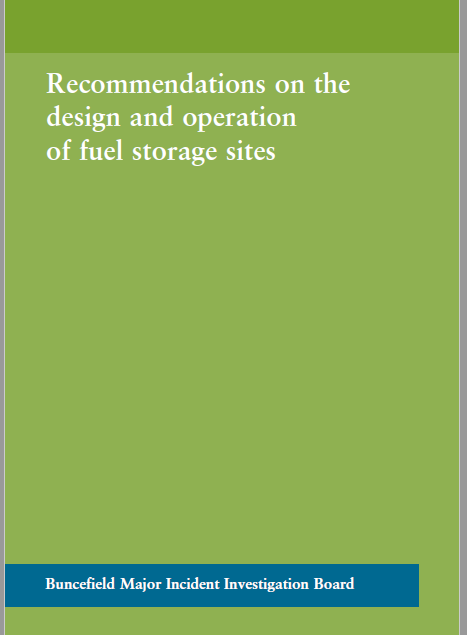 Recommendations on the
design and operation
of fuel storage sites
Buncefield Major Incident Investigation Board